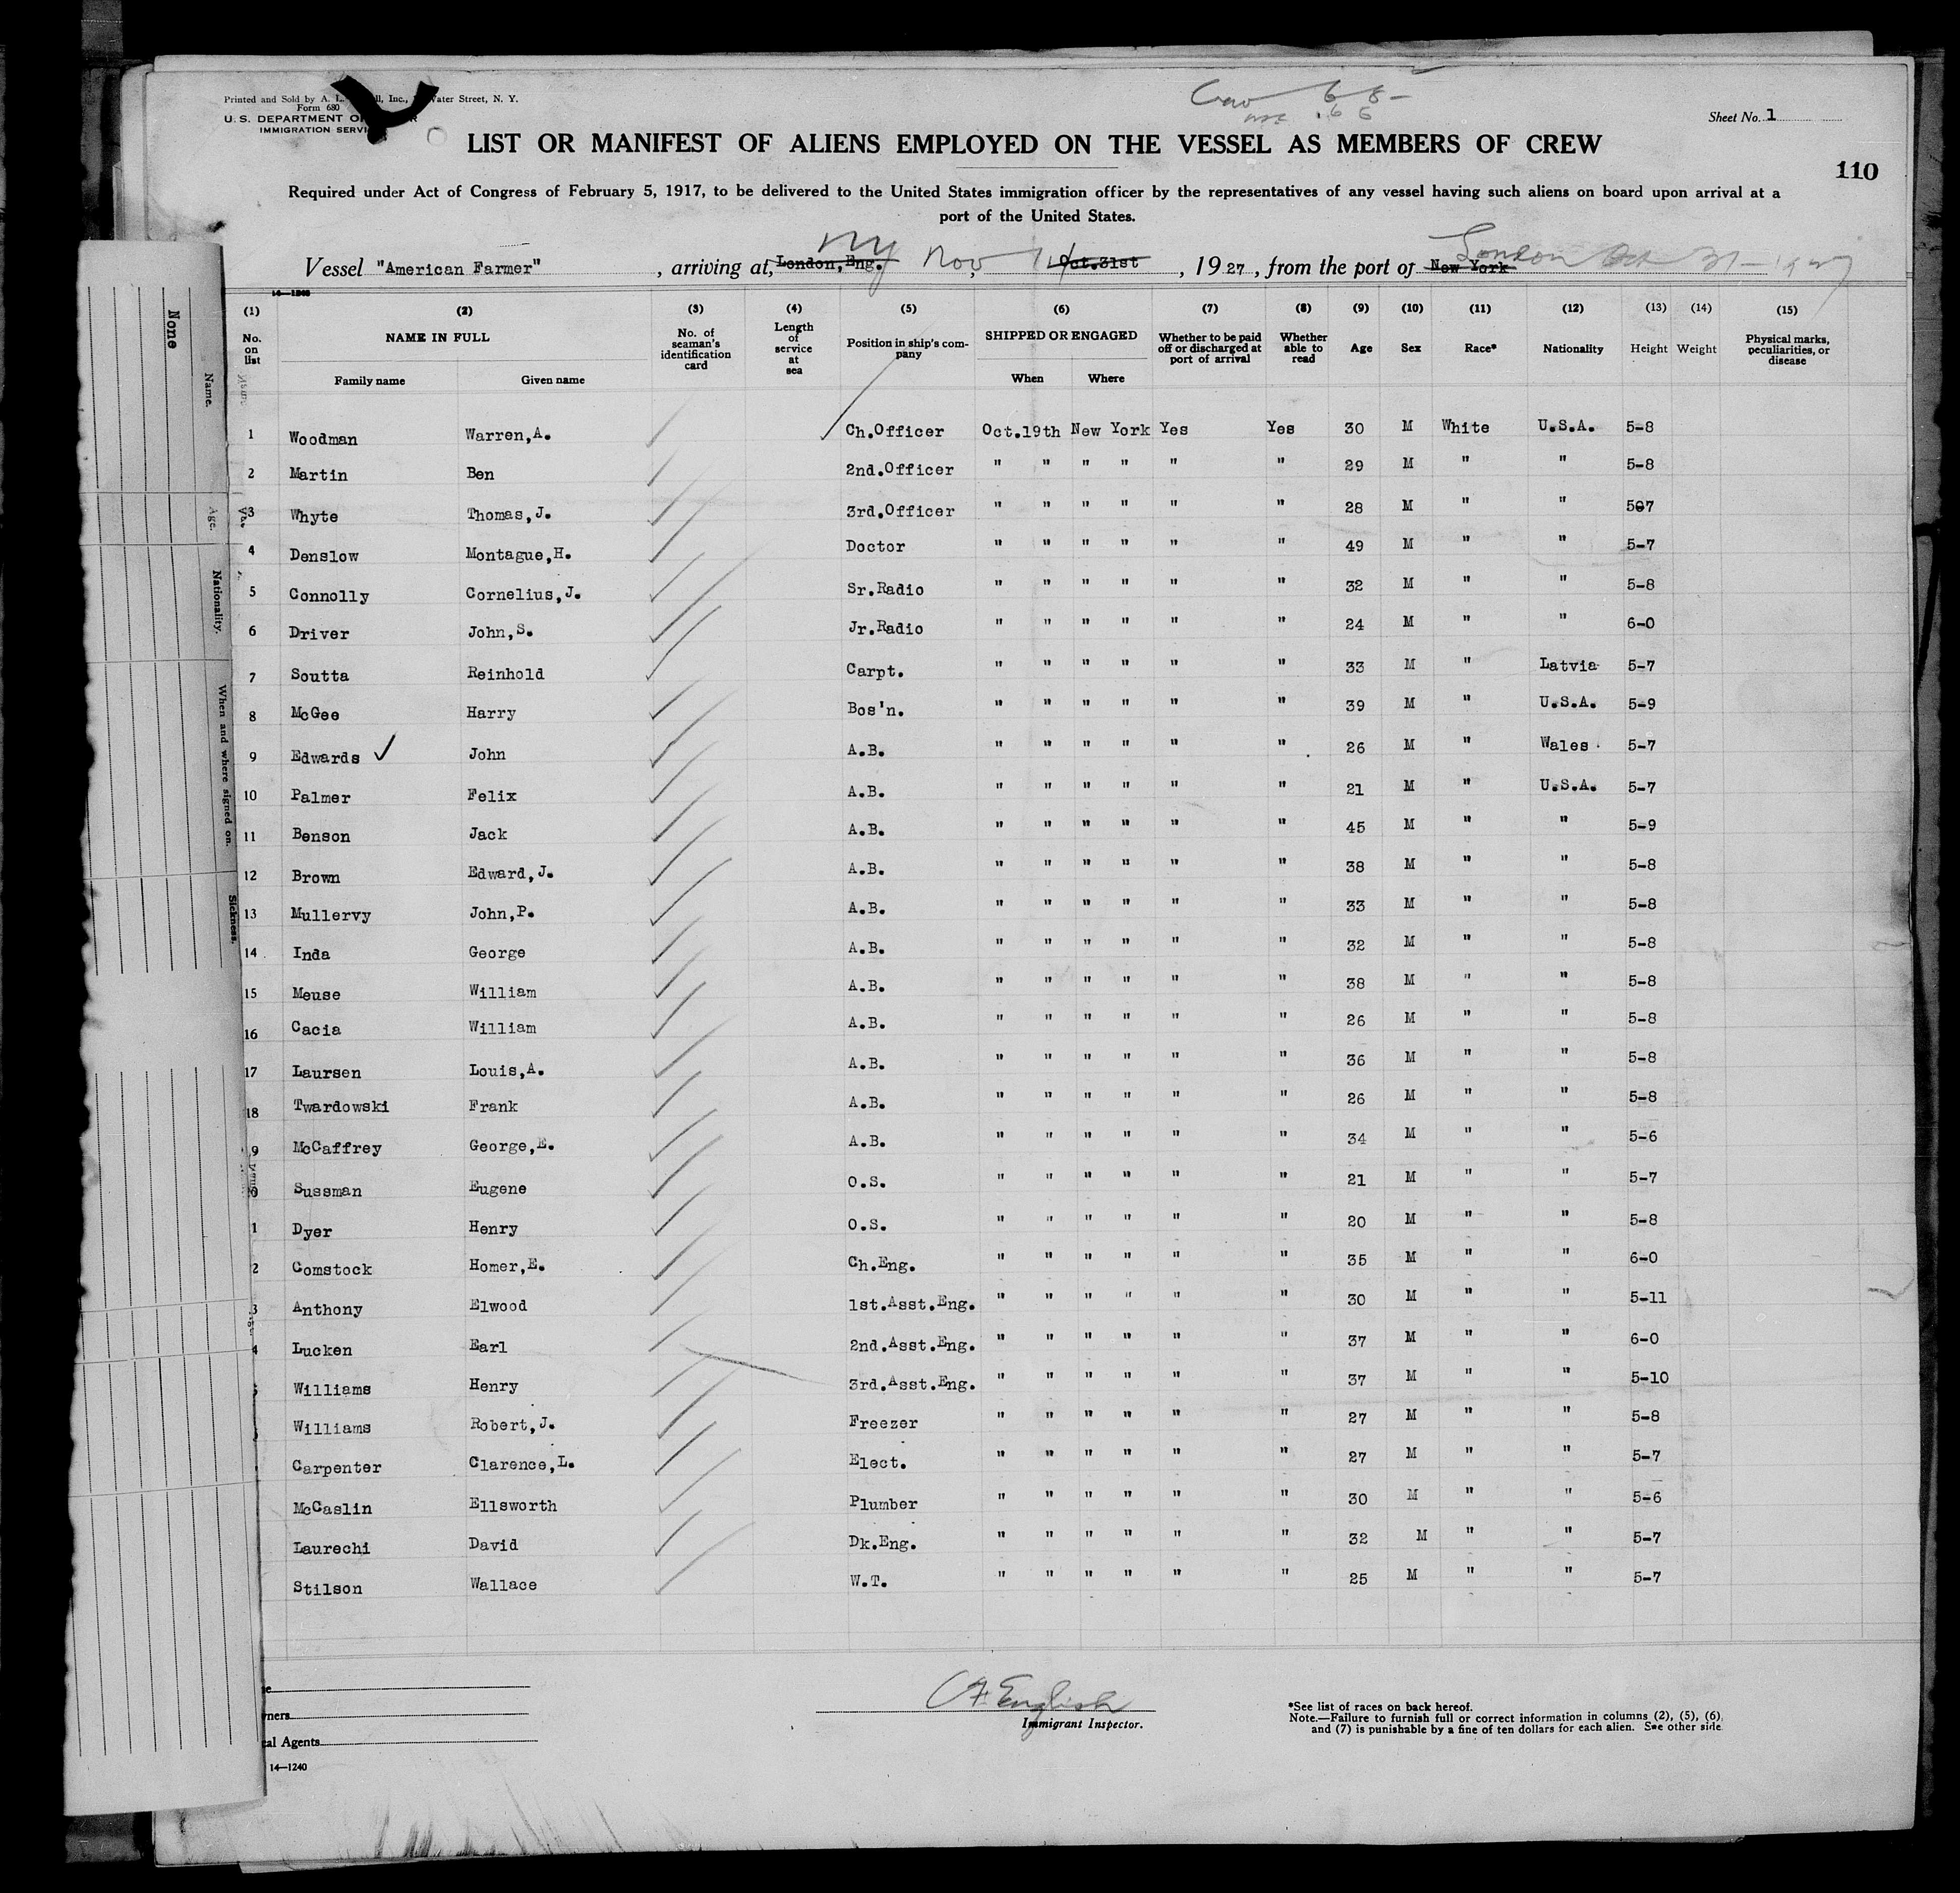 Printed and Sold by A. L. ll, Inc., Water Street, N. Y.
Form 680
U. S. DEPARTMENT O R
IMMIGRATION SERVI
Crew 68-
66
Sheet No. 1
LIST OR MANIFEST OF ALIENS EMPLOYED ON THE VESSEL AS MEMBERS OF CREW
110
Required under Act of Congress of February 5, 1917, to be delivered to the United States immigration officer by the representatives of any vessel having such aliens on board upon arrival at a
port of the United States.
NY Nov London Oct 31-1927
Vessel "American Farmer", arriving at, London, Eng., Oct.31st, 1927, from the port of New York
14-1240
(1) (2) (3) (4) (5) (6) (7) (8) (9) (10) (11) (12) (13) (14) (15)
No. on list NAME IN FULL No. of seaman's identification card Length of service at sea Position in ship's company SHIPPED OR ENGAGED Whether to be paid off or discharged at port of arrival Whether able to read Age Sex Race* Nationality Height Weight Physical marks, peculiarities, or disease
Family name Given name When Where
1 Woodman Warren,A. Ch.Officer Oct.19th New York Yes Yes 30 M White U.S.A. 5-8
2 Martin Ben 2nd.Officer " " " " " " 29 M " " 5-8
3 Whyte Thomas,J. 3rd.Officer " " " " " " 28 M " " 5-7
4 Denslow Montague,H. Doctor " " " " " " 49 M " " 5-7
5 Connolly Cornelius,J. Sr.Radio " " " " " " 32 M " " 5-8
6 Driver John,S. Jr.Radio " " " " " " 24 M " " 6-0
7 Soutta Reinhold Carpt. " " " " " " 33 M " Latvia 5-7
8 McGee Harry Bos'n. " " " " " " 39 M " U.S.A. 5-9
9 Edwards ✓ John A.B. " " " " " " 26 M " Wales 5-7
10 Palmer Felix A.B. " " " " " " 21 M " U.S.A. 5-7
11 Benson Jack A.B. " " " " " " 45 M " " 5-9
12 Brown Edward,J. A.B. " " " " " " 38 M " " 5-8
13 Mullervy John,P. A.B. " " " " " " 33 M " " 5-8
14 Inda George A.B. " " " " " " 32 M " " 5-8
15 Meuse William A.B. " " " " " " 38 M " " 5-8
16 Cacia William A.B. " " " " " " 26 M " " 5-8
17 Laursen Louis,A. A.B. " " " " " " 36 M " " 5-8
18 Twardowski Frank A.B. " " " " " " 26 M " " 5-8
9 McCaffrey George,E. A.B. " " " " " " 34 M " " 5-6
0 Sussman Eugene O.S. " " " " " " 21 M " " 5-7
1 Dyer Henry O.S. " " " " " " 20 M " " 5-8
2 Comstock Homer,E. Ch.Eng. " " " " " " 35 M " " 6-0
3 Anthony Elwood 1st.Asst.Eng. " " " " " " 30 M " " 5-11
4 Lucken Earl 2nd.Asst.Eng. " " " " " " 37 M " " 6-0
Williams Henry 3rd.Asst.Eng. " " " " " " 37 M " " 5-10
Williams Robert,J. Freezer " " " " " " 27 M " " 5-8
Carpenter Clarence,L. Elect. " " " " " " 27 M " " 5-7
McCaslin Ellsworth Plumber " " " " " " 30 M " " 5-6
Laurechi David Dk.Eng. " " " " " " 32 M " " 5-7
Stilson Wallace W.T. " " " " " " 25 M " " 5-7
None
Name.
Age.
Nationality.
When and where signed on.
Sickness.
ners
al Agents
14-1240
English
Immigrant Inspector.
*See list of races on back hereof.
Note.—Failure to furnish full or correct information in columns (2), (5), (6),
and (7) is punishable by a fine of ten dollars for each alien. See other side